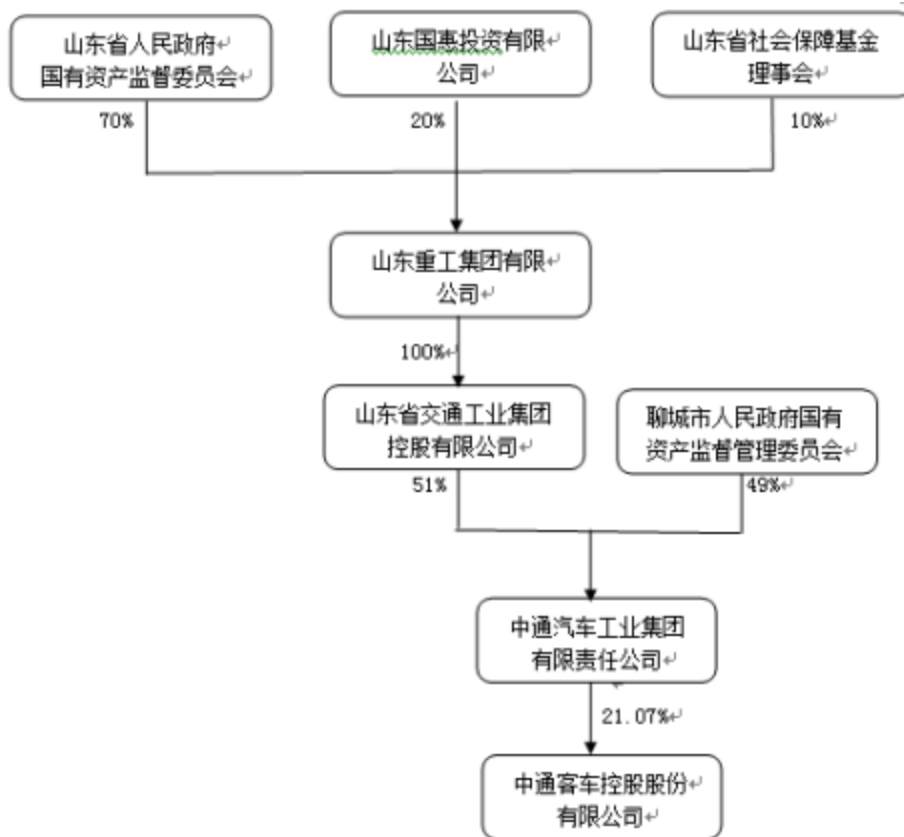 山东省人民政府
国有资产监督委员会
山东国惠投资有限
公司
山东省社会保障基金
理事会
70%
20%
10%
山东重工集团有限
公司
100%
山东省交通工业集团
控股有限公司
聊城市人民政府国有
资产监督管理委员会
51%
49%
中通汽车工业集团
有限责任公司
21.07%
中通客车控股股份
有限公司